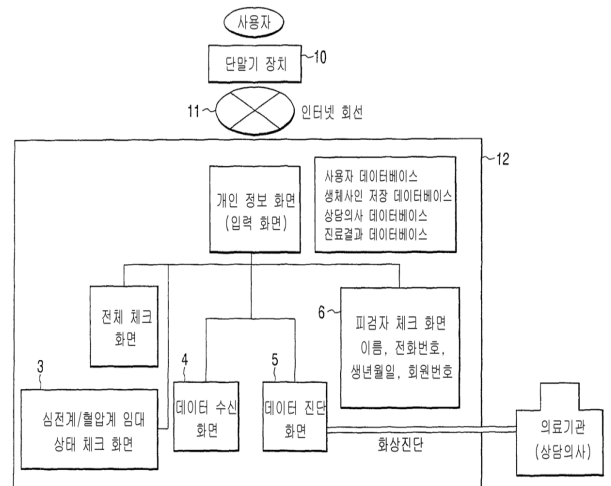 사용자
단말기 장치
10
11
인터넷 회선
12
개인 정보 화면
(입력 화면)
사용자 데이터베이스
생체사인 저장 데이터베이스
상담의사 데이터베이스
진료결과 데이터베이스
전체 체크
화면
6
피검자 체크 화면
이름, 전화번호,
생년월일, 회원번호
3
심전계/혈압계 임대
상태 체크 화면
4
데이터 수신
화면
5
데이터 진단
화면
화상진단
의료기관
(상담의사)